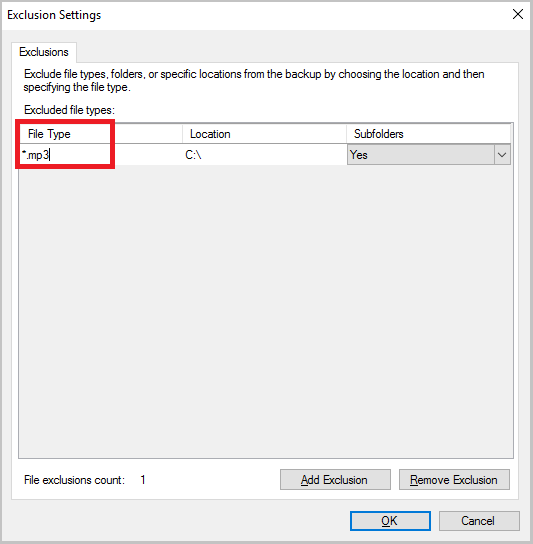 Exclusion Settings
Exclusions
Exclude file types, folders, or specific locations from the backup by choosing the location and then
specifying the file type.
Excluded file types:
File Type Location Subfolders
*.mp3 C:\ Yes
File exclusions count: 1 Add Exclusion Remove Exclusion
OK Cancel